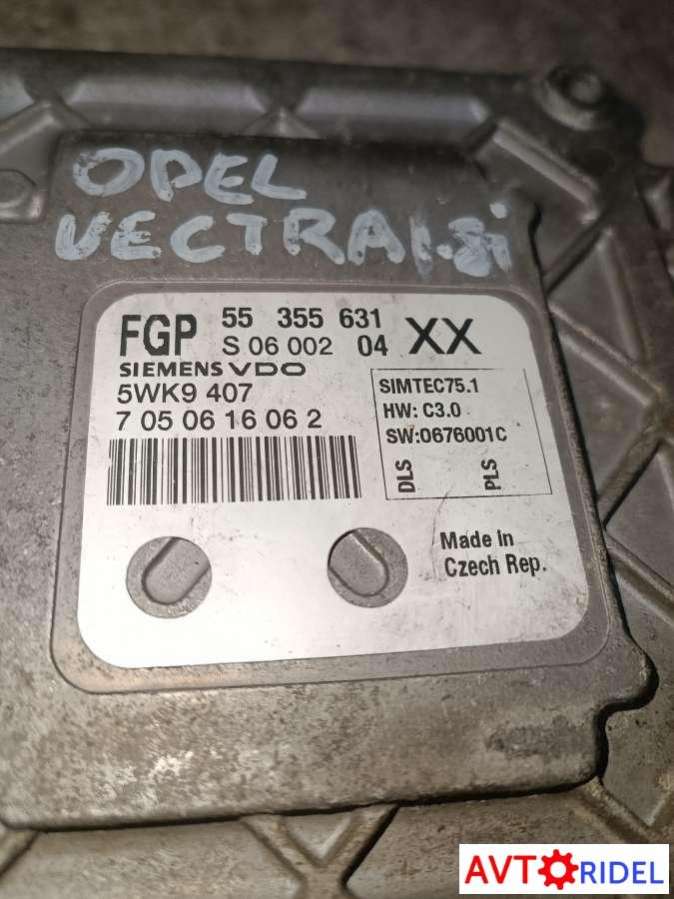 OPEL
VECTRA 1.8i
FGP 55 355 631 XX
S 06 002 04
SIEMENS VDO
5WK9 407
7 05 06 16 06 2
SIMTEC75.1
HW: C3.0
SW:0676001C
DLS PLS
Made in
Czech Rep.
AVTORIDEL